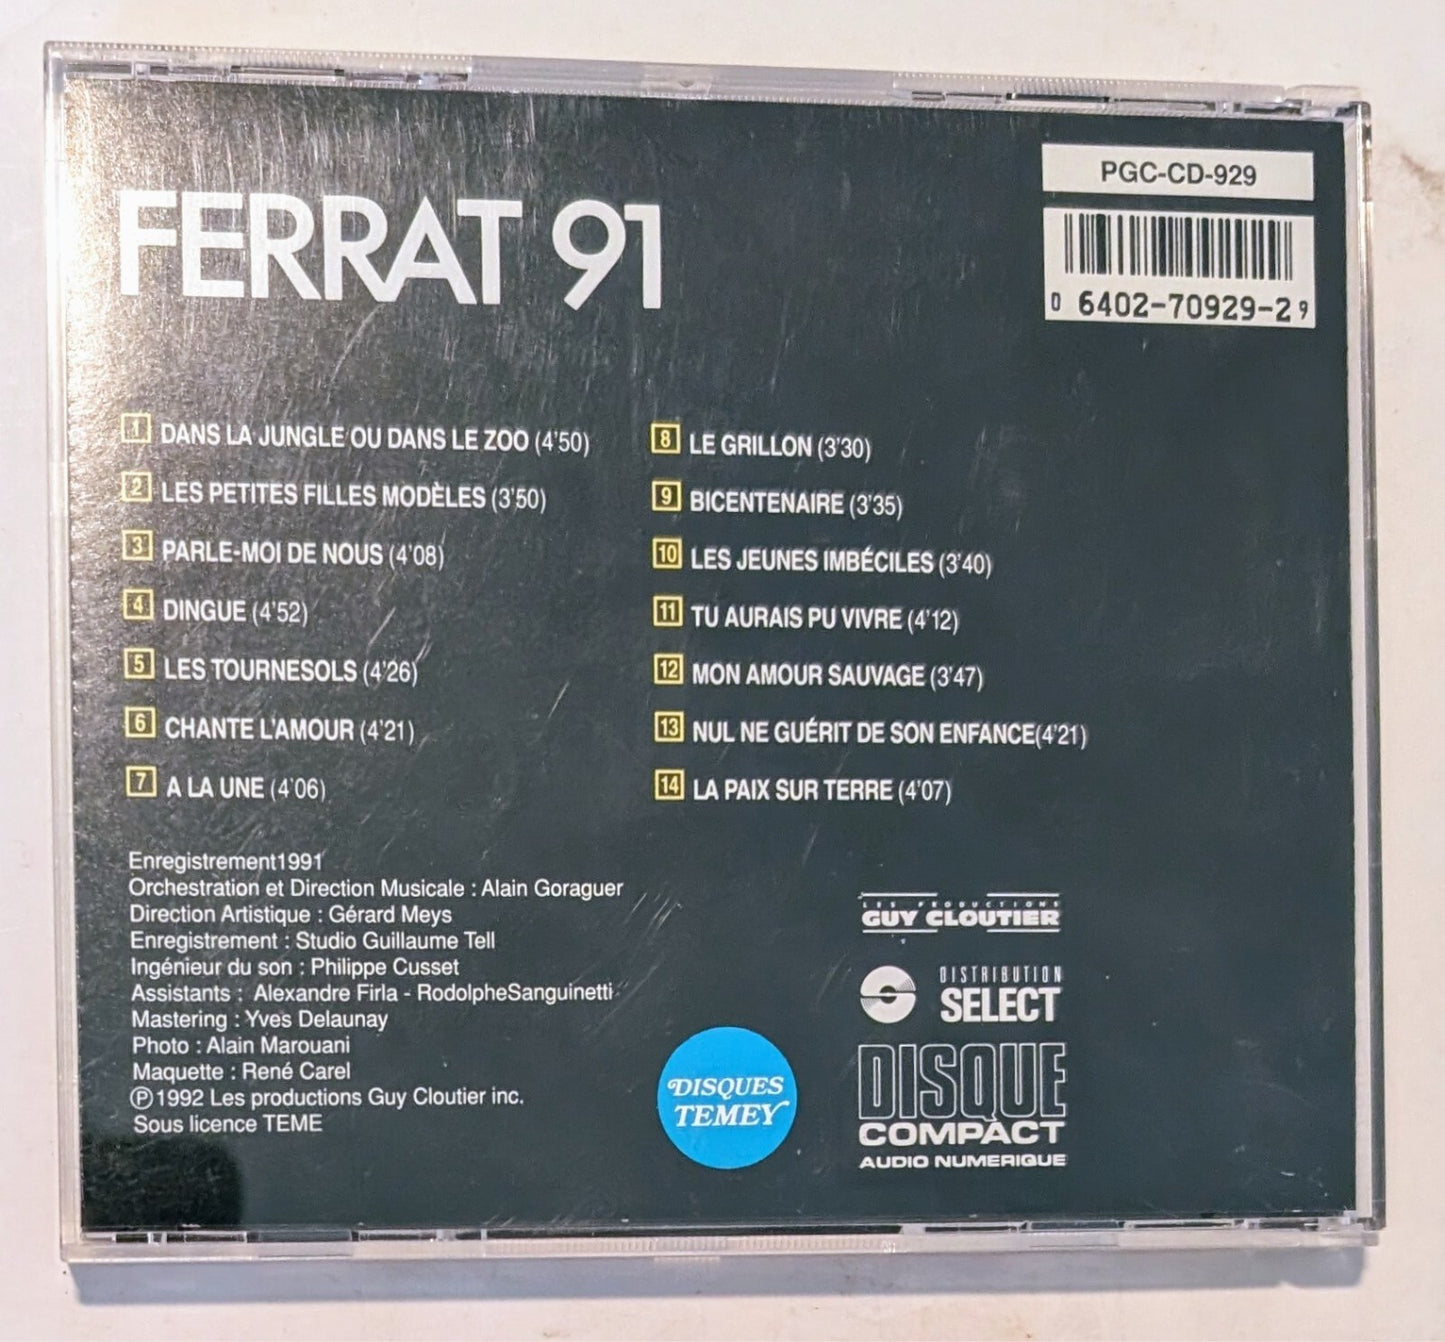 FERRAT 91
PGC-CD-929
0 6402-70929-2 9
1 DANS LA JUNGLE OU DANS LE ZOO (4'50)
2 LES PETITES FILLES MODÈLES (3'50)
3 PARLE-MOI DE NOUS (4'08)
4 DINGUE (4'52)
5 LES TOURNESOLS (4'26)
6 CHANTE L'AMOUR (4'21)
7 A LA UNE (4'06)
8 LE GRILLON (3'30)
9 BICENTENAIRE (3'35)
10 LES JEUNES IMBÉCILES (3'40)
11 TU AURAIS PU VIVRE (4'12)
12 MON AMOUR SAUVAGE (3'47)
13 NUL NE GUÉRIT DE SON ENFANCE(4'21)
14 LA PAIX SUR TERRE (4'07)
Enregistrement1991
Orchestration et Direction Musicale : Alain Goraguer
Direction Artistique : Gérard Meys
Enregistrement : Studio Guillaume Tell
Ingénieur du son : Philippe Cusset
Assistants : Alexandre Firla - RodolpheSanguinetti
Mastering : Yves Delaunay
Photo : Alain Marouani
Maquette : René Carel
℗1992 Les productions Guy Cloutier inc.
Sous licence TEME
DISQUES
TEMEY
LES PRODUCTIONS
GUY CLOUTIER
DISTRIBUTION
SELECT
DISQUE
COMPACT
AUDIO NUMERIQUE